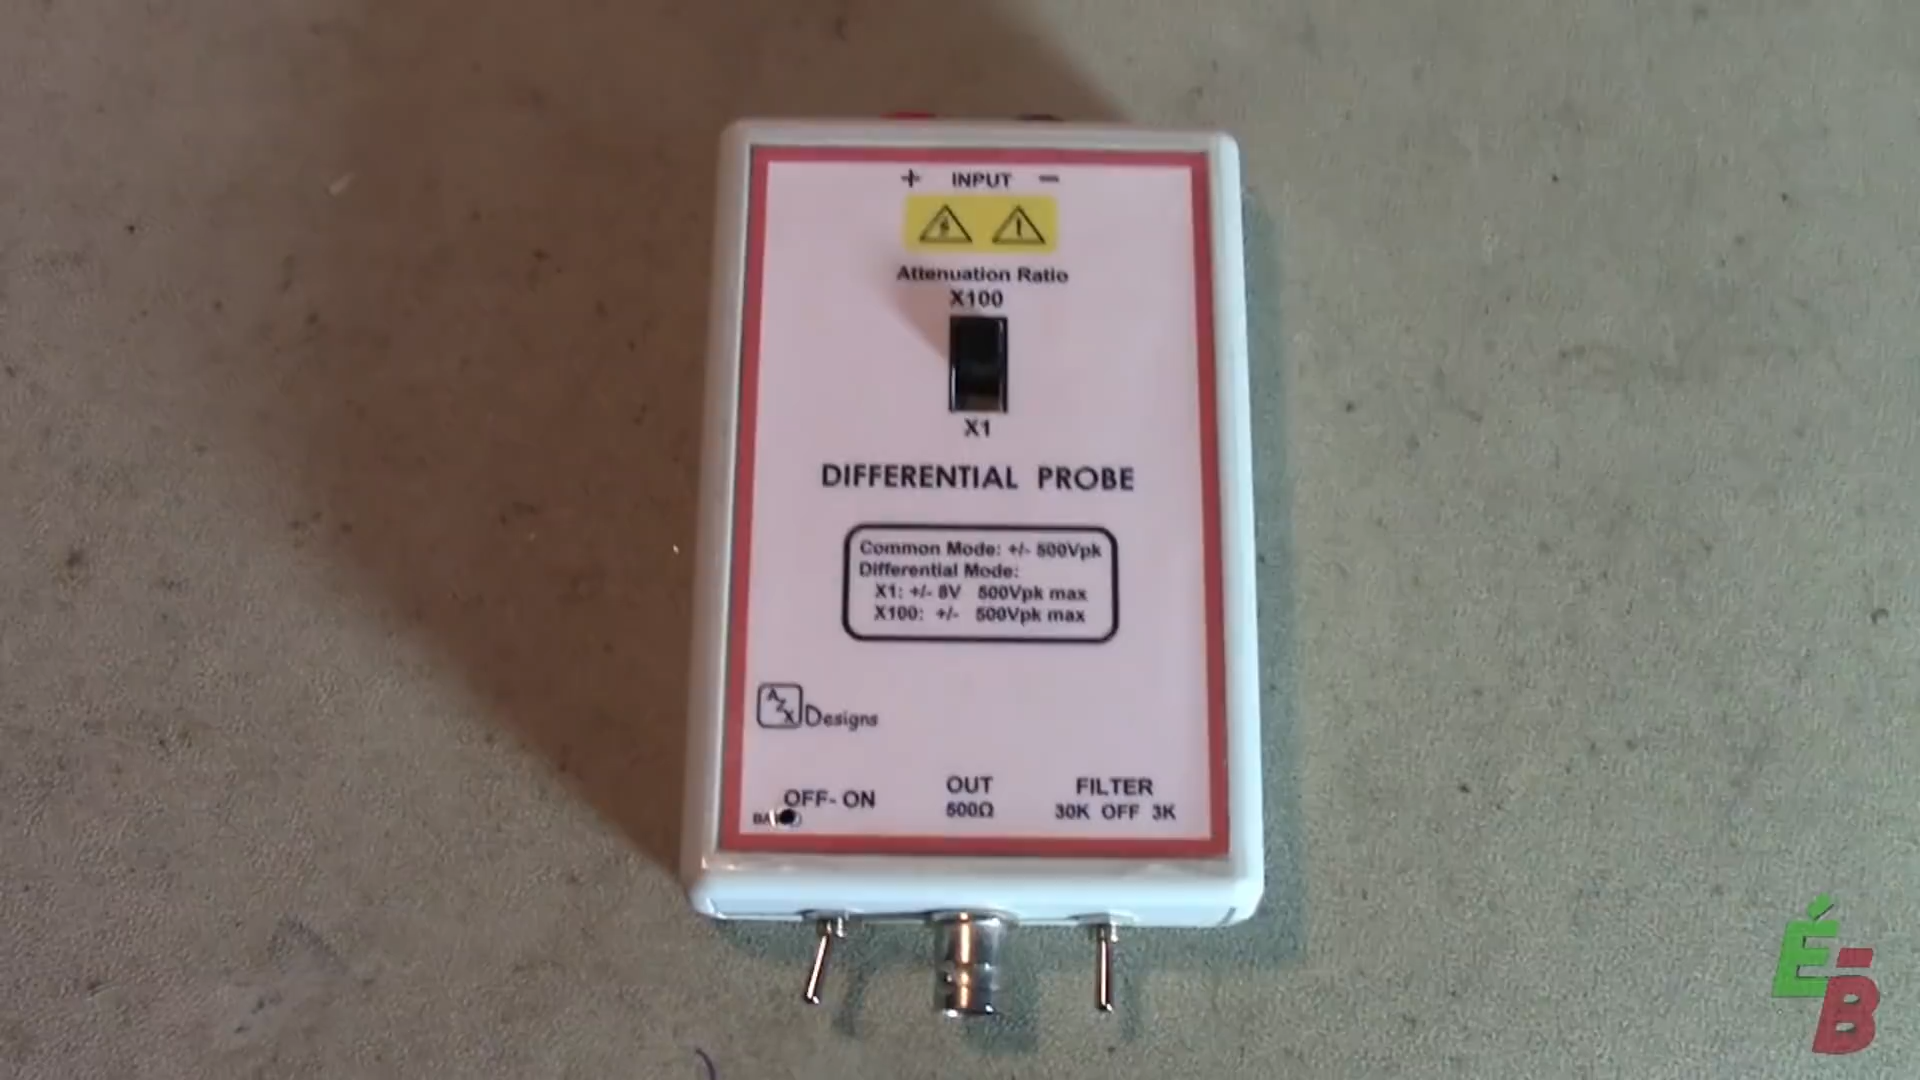 + INPUT −
Attenuation Ratio
X100
X1
DIFFERENTIAL PROBE
Common Mode: +/- 500Vpk
Differential Mode:
X1: +/- 8V 500Vpk max
X100: +/- 500Vpk max
AZX Designs
OFF- ON
OUT
500Ω
FILTER
30K OFF 3K
É-B